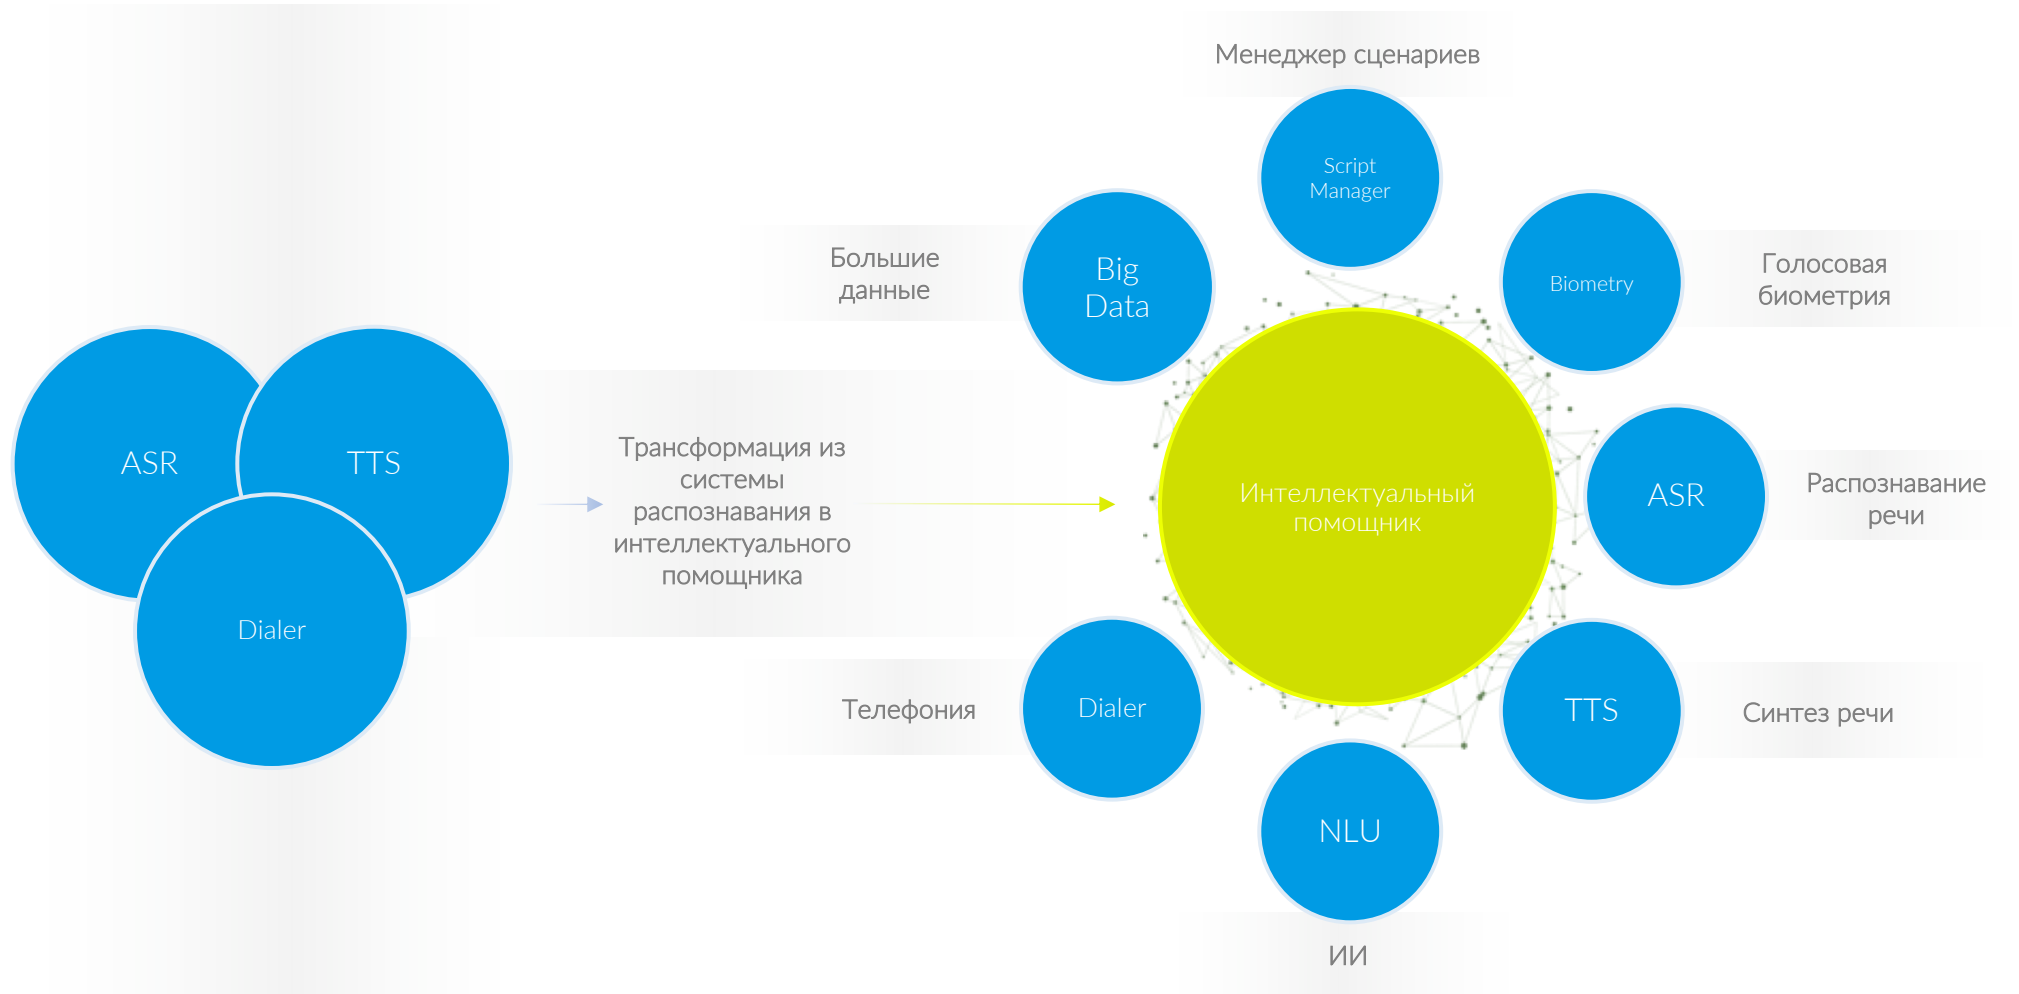 ASR
TTS
Dialer
Трансформация из
системы
распознавания в
интеллектуального
помощника
Интеллектуальный
помощник
Менеджер сценариев
Script
Manager
Biometry
Голосовая
биометрия
ASR
Распознавание
речи
TTS
Синтез речи
NLU
ИИ
Dialer
Телефония
Big
Data
Большие
данные